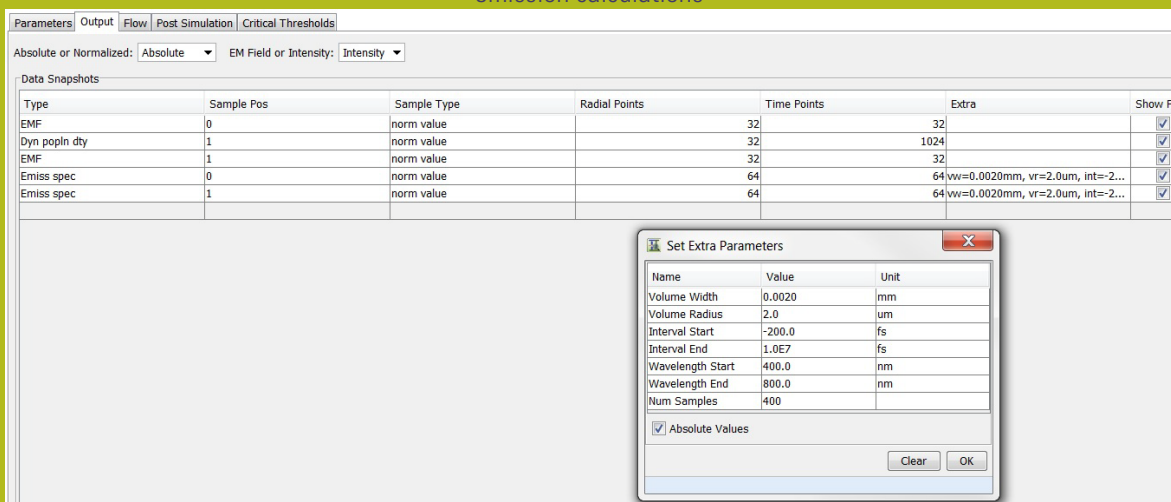 emission calculations
Parameters Output Flow Post Simulation Critical Thresholds
Absolute or Normalized: Absolute EM Field or Intensity: Intensity
Data Snapshots
Type Sample Pos Sample Type Radial Points Time Points Extra Show
EMF 0 norm value 32 32
Dyn popln dty 1 norm value 32 1024
EMF 1 norm value 32 32
Emiss spec 0 norm value 64 64 vw=0.0020mm, vr=2.0um, int=-2...
Emiss spec 1 norm value 64 64 vw=0.0020mm, vr=2.0um, int=-2...
Set Extra Parameters
Name Value Unit
Volume Width 0.0020 mm
Volume Radius 2.0 um
Interval Start -200.0 fs
Interval End 1.0E7 fs
Wavelength Start 400.0 nm
Wavelength End 800.0 nm
Num Samples 400
Absolute Values
Clear OK